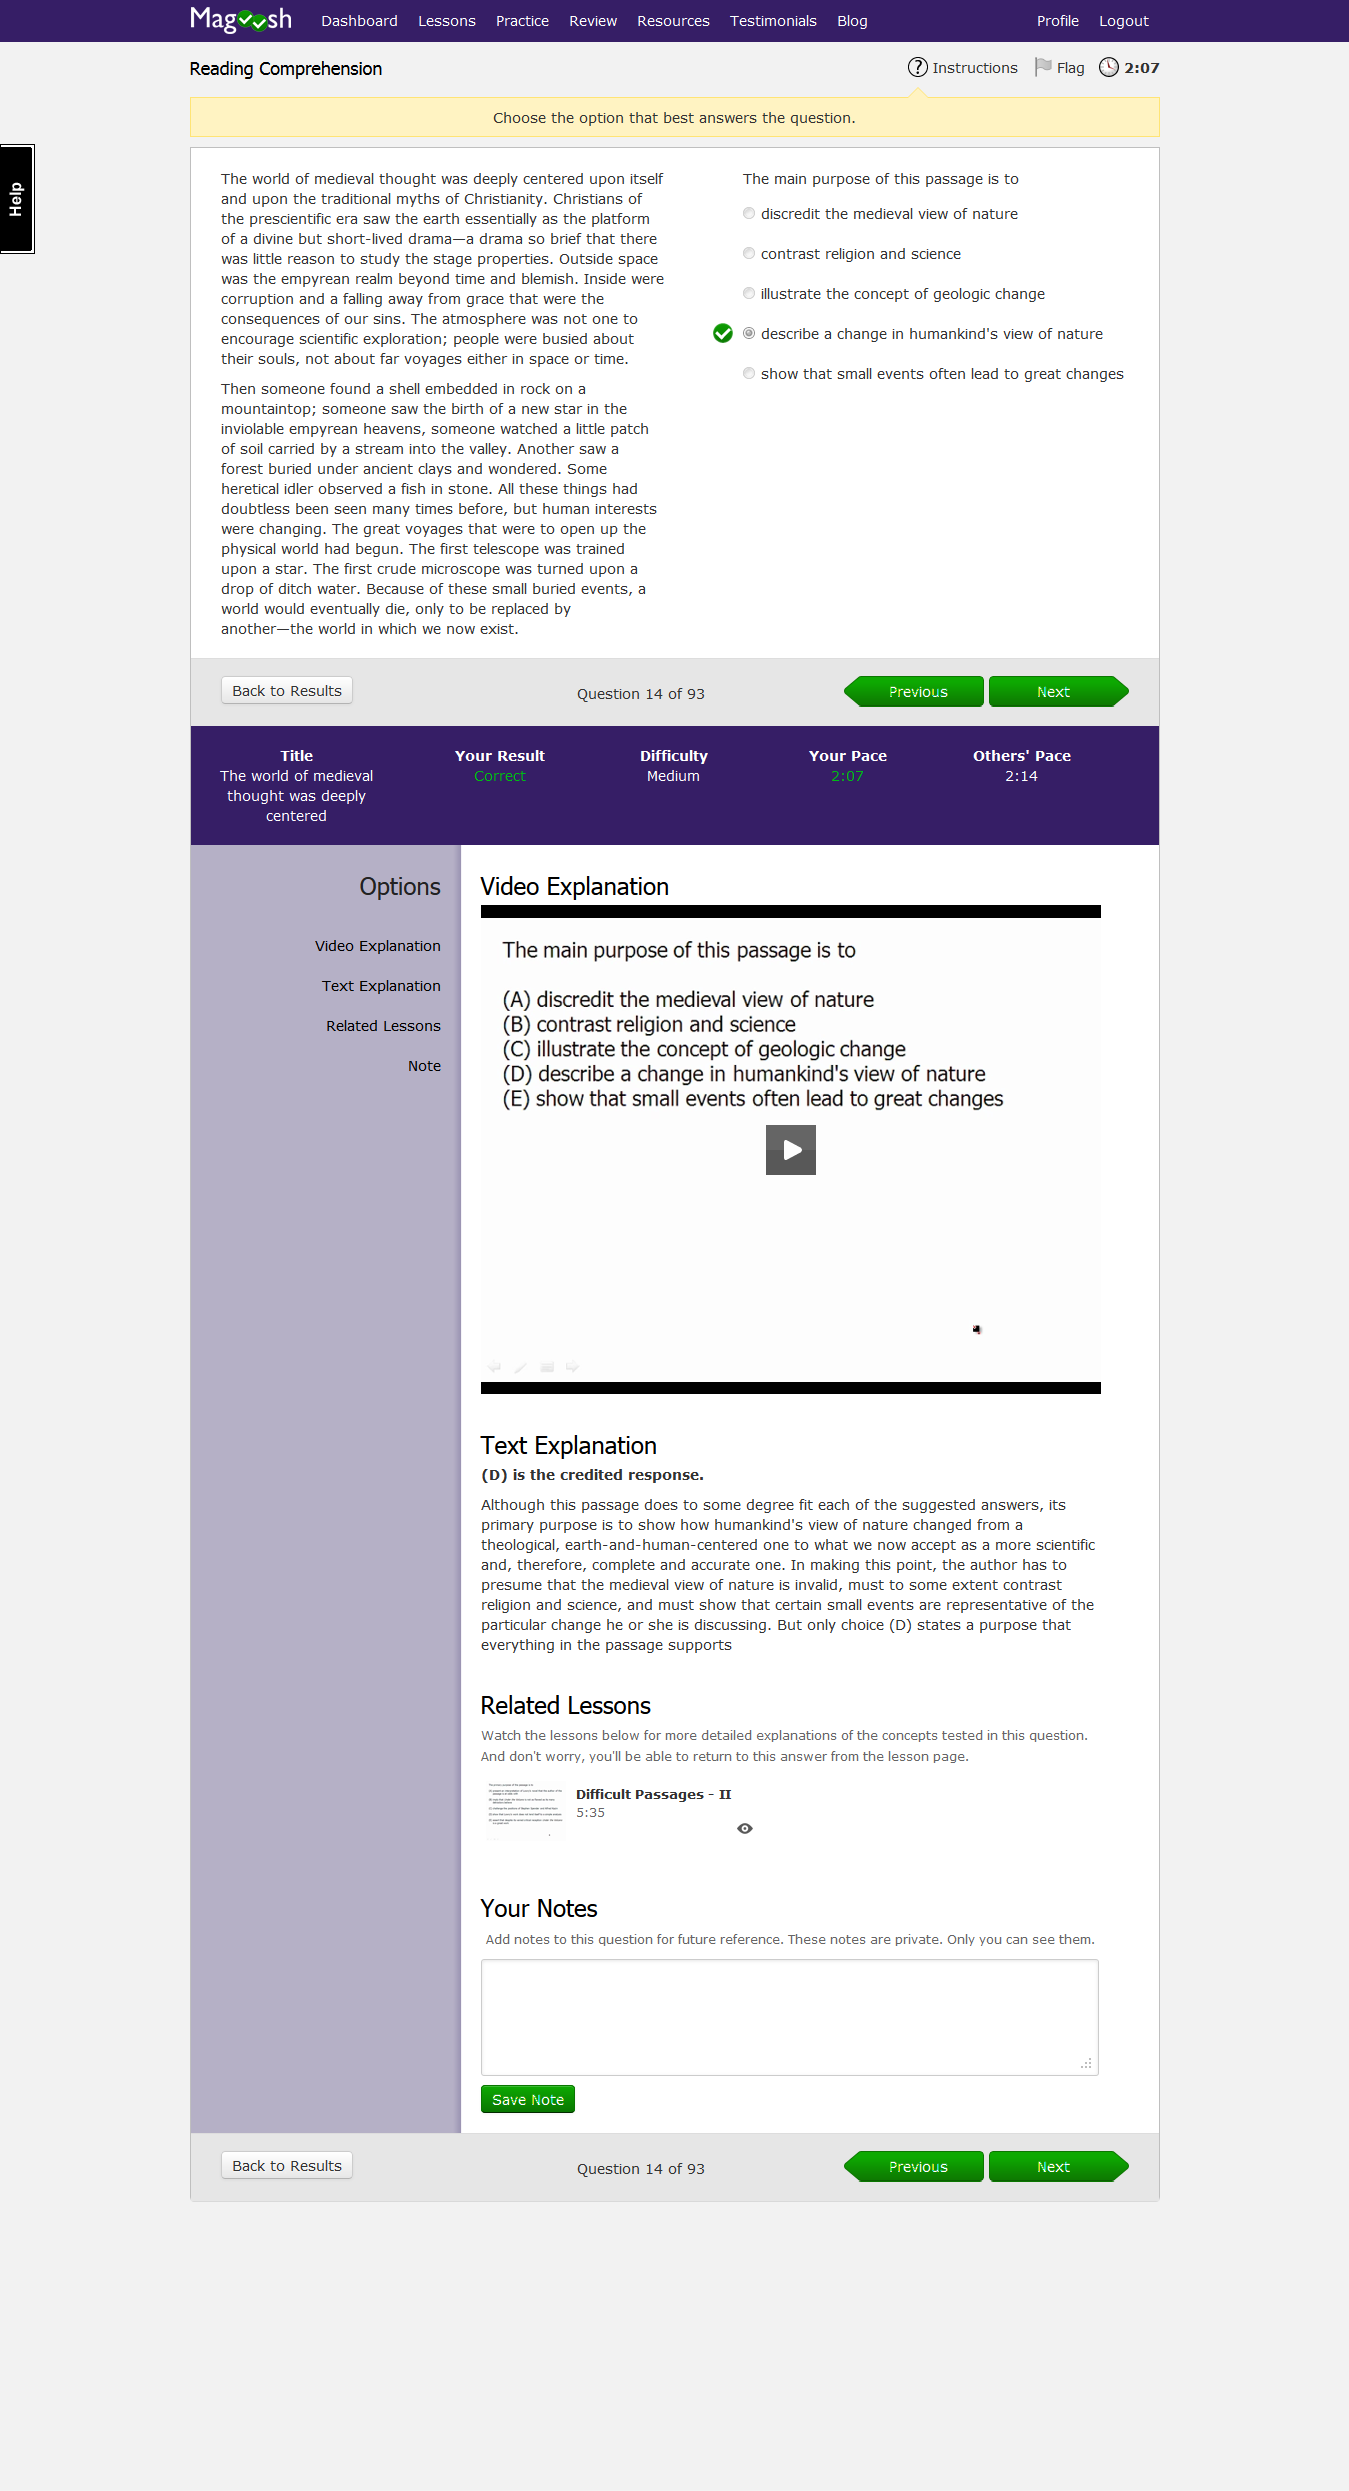 Magoosh
Dashboard Lessons Practice Review Resources Testimonials Blog Profile Logout
Reading Comprehension
Instructions Flag 2:07
Choose the option that best answers the question.
Help
The world of medieval thought was deeply centered upon itself
and upon the traditional myths of Christianity. Christians of
the prescientific era saw the earth essentially as the platform
of a divine but short-lived drama—a drama so brief that there
was little reason to study the stage properties. Outside space
was the empyrean realm beyond time and blemish. Inside were
corruption and a falling away from grace that were the
consequences of our sins. The atmosphere was not one to
encourage scientific exploration; people were busied about
their souls, not about far voyages either in space or time.
Then someone found a shell embedded in rock on a
mountaintop; someone saw the birth of a new star in the
inviolable empyrean heavens, someone watched a little patch
of soil carried by a stream into the valley. Another saw a
forest buried under ancient clays and wondered. Some
heretical idler observed a fish in stone. All these things had
doubtless been seen many times before, but human interests
were changing. The great voyages that were to open up the
physical world had begun. The first telescope was trained
upon a star. The first crude microscope was turned upon a
drop of ditch water. Because of these small buried events, a
world would eventually die, only to be replaced by
another—the world in which we now exist.
The main purpose of this passage is to
discredit the medieval view of nature
contrast religion and science
illustrate the concept of geologic change
describe a change in humankind's view of nature
show that small events often lead to great changes
Back to Results
Question 14 of 93
Previous Next
Title
The world of medieval
thought was deeply
centered
Your Result
Correct
Difficulty
Medium
Your Pace
2:07
Others' Pace
2:14
Options
Video Explanation
Text Explanation
Related Lessons
Note
Video Explanation
The main purpose of this passage is to
(A) discredit the medieval view of nature
(B) contrast religion and science
(C) illustrate the concept of geologic change
(D) describe a change in humankind's view of nature
(E) show that small events often lead to great changes
Text Explanation
(D) is the credited response.
Although this passage does to some degree fit each of the suggested answers, its
primary purpose is to show how humankind's view of nature changed from a
theological, earth-and-human-centered one to what we now accept as a more scientific
and, therefore, complete and accurate one. In making this point, the author has to
presume that the medieval view of nature is invalid, must to some extent contrast
religion and science, and must show that certain small events are representative of the
particular change he or she is discussing. But only choice (D) states a purpose that
everything in the passage supports
Related Lessons
Watch the lessons below for more detailed explanations of the concepts tested in this question.
And don't worry, you'll be able to return to this answer from the lesson page.
Difficult Passages - II
5:35
Your Notes
Add notes to this question for future reference. These notes are private. Only you can see them.
Save Note
Back to Results
Question 14 of 93
Previous Next